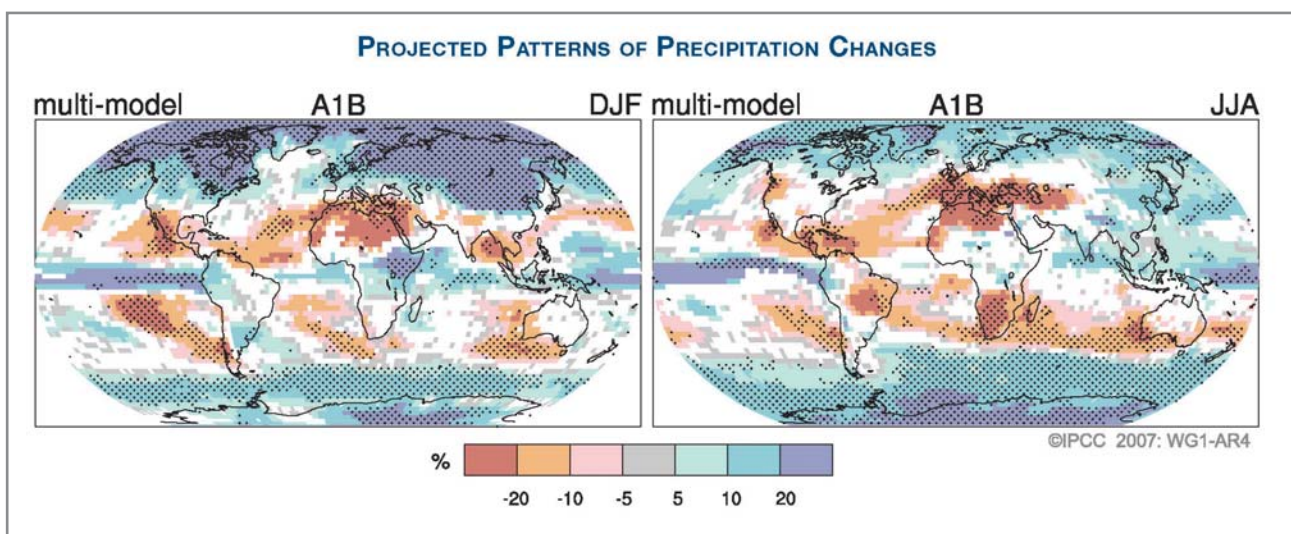 PROJECTED PATTERNS OF PRECIPITATION CHANGES
multi-model A1B DJF multi-model A1B JJA
©IPCC 2007: WG1-AR4
%
-20 -10 -5 5 10 20